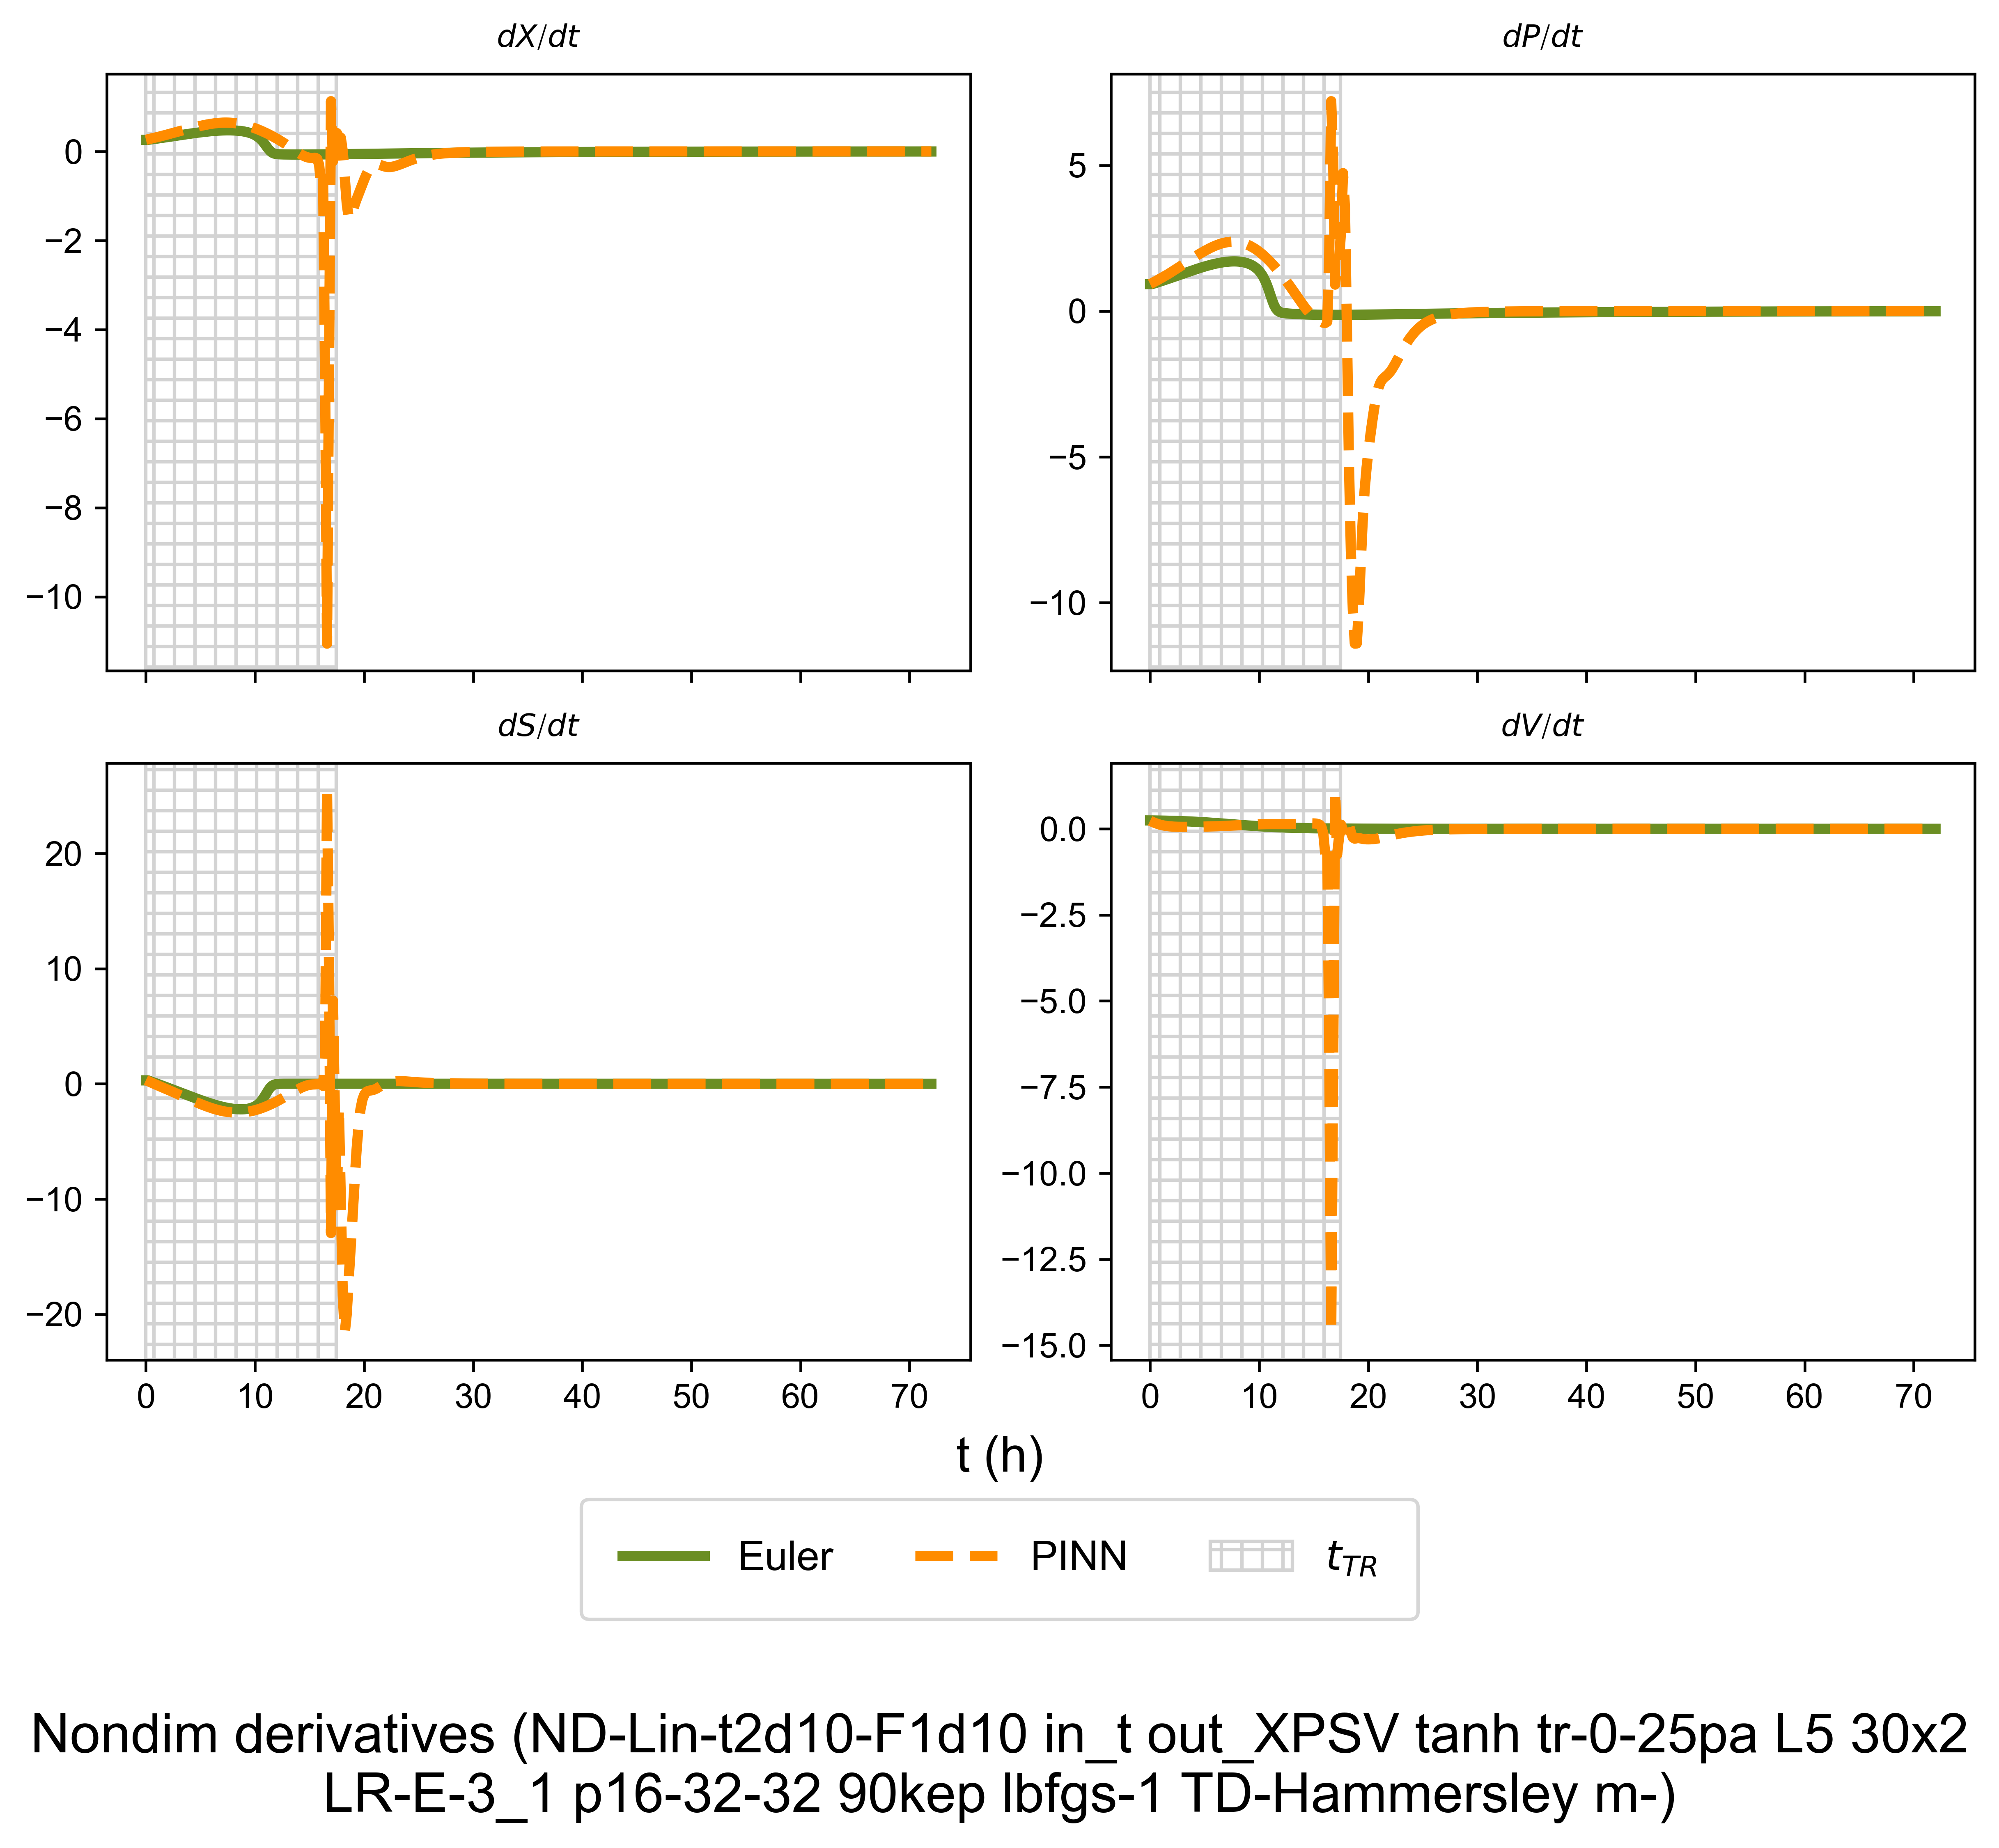 dX/dt
dP/dt
0
−2
−4
−6
−8
−10
5
0
−5
−10
dS/dt
dV/dt
20
10
0
−10
−20
0.0
−2.5
−5.0
−7.5
−10.0
−12.5
−15.0
0 10 20 30 40 50 60 70
0 10 20 30 40 50 60 70
t (h)
Euler PINN t_TR
Nondim derivatives (ND-Lin-t2d10-F1d10 in_t out_XPSV tanh tr-0-25pa L5 30x2
LR-E-3_1 p16-32-32 90kep lbfgs-1 TD-Hammersley m-)